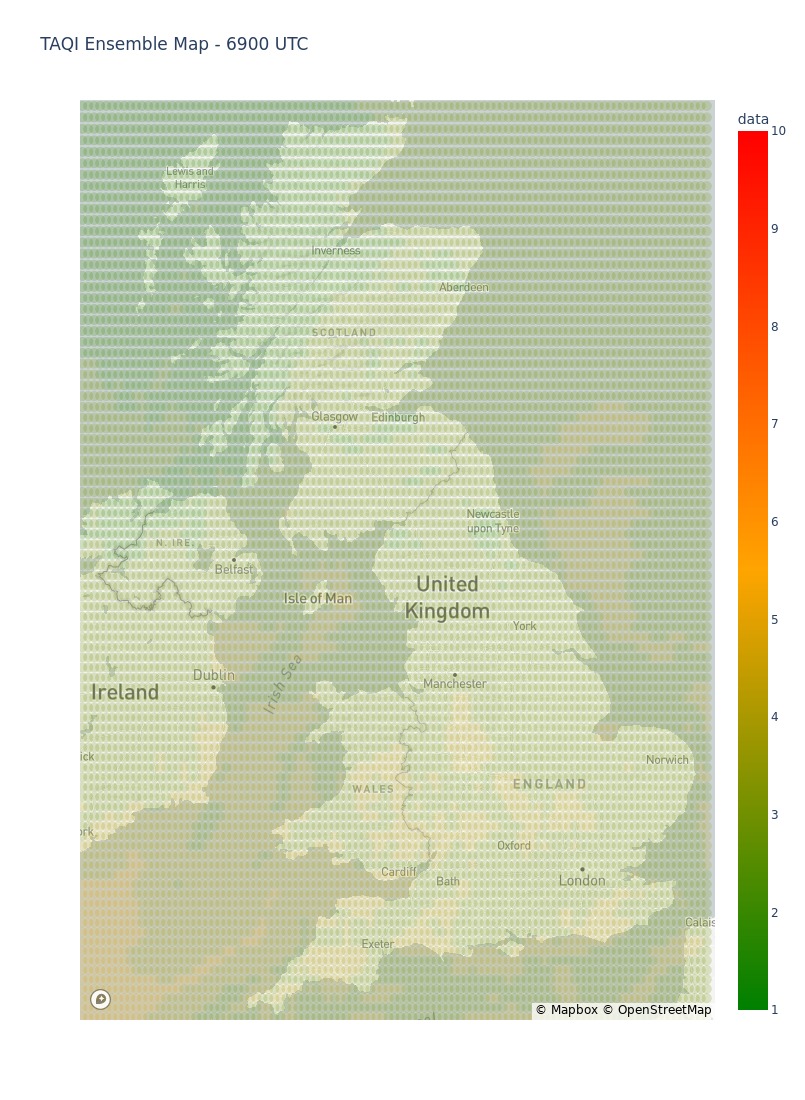 TAQI Ensemble Map - 6900 UTC
data
10
9
8
7
6
5
4
3
2
1
Lewis and
Harris
Inverness
Aberdeen
SCOTLAND
Glasgow
Edinburgh
Newcastle
upon Tyne
N. IRE.
Belfast
Isle of Man
United
Kingdom
York
Irish Sea
Dublin
Ireland
Manchester
ick
Norwich
WALES
ENGLAND
ork
Oxford
Cardiff
Bath
London
Calais
Exeter
© Mapbox © OpenStreetMap